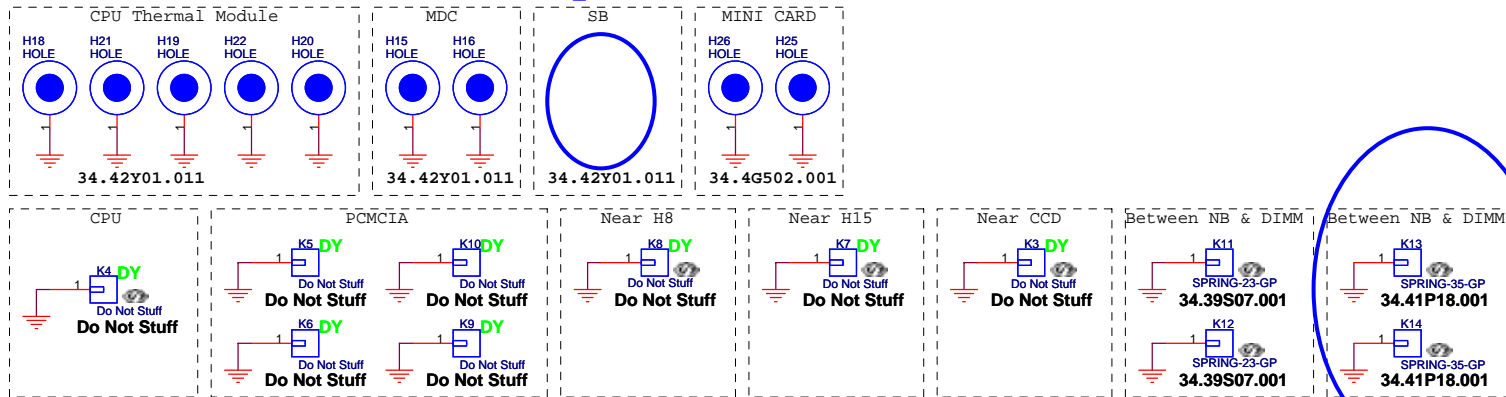 CPU Thermal Module
MDC
SB
MINI CARD
H18
HOLE
H21
HOLE
H19
HOLE
H22
HOLE
H20
HOLE
H15
HOLE
H16
HOLE
H26
HOLE
H25
HOLE
1
1
1
1
1
1
1
1
1
34.42Y01.011
34.42Y01.011
34.42Y01.011
34.4G502.001
CPU
PCMCIA
Near H8
Near H15
Near CCD
Between NB & DIMM
Between NB & DIMM
K4 DY
1
Do Not Stuff
Do Not Stuff
K5 DY
1
Do Not Stuff
Do Not Stuff
K10 DY
1
Do Not Stuff
Do Not Stuff
K6 DY
1
Do Not Stuff
Do Not Stuff
K9 DY
1
Do Not Stuff
Do Not Stuff
K8 DY
1
Do Not Stuff
Do Not Stuff
K7 DY
1
Do Not Stuff
Do Not Stuff
K3 DY
1
Do Not Stuff
Do Not Stuff
K11
1
SPRING-23-GP
34.39S07.001
K12
1
SPRING-23-GP
34.39S07.001
K13
1
SPRING-35-GP
34.41P18.001
K14
1
SPRING-35-GP
34.41P18.001